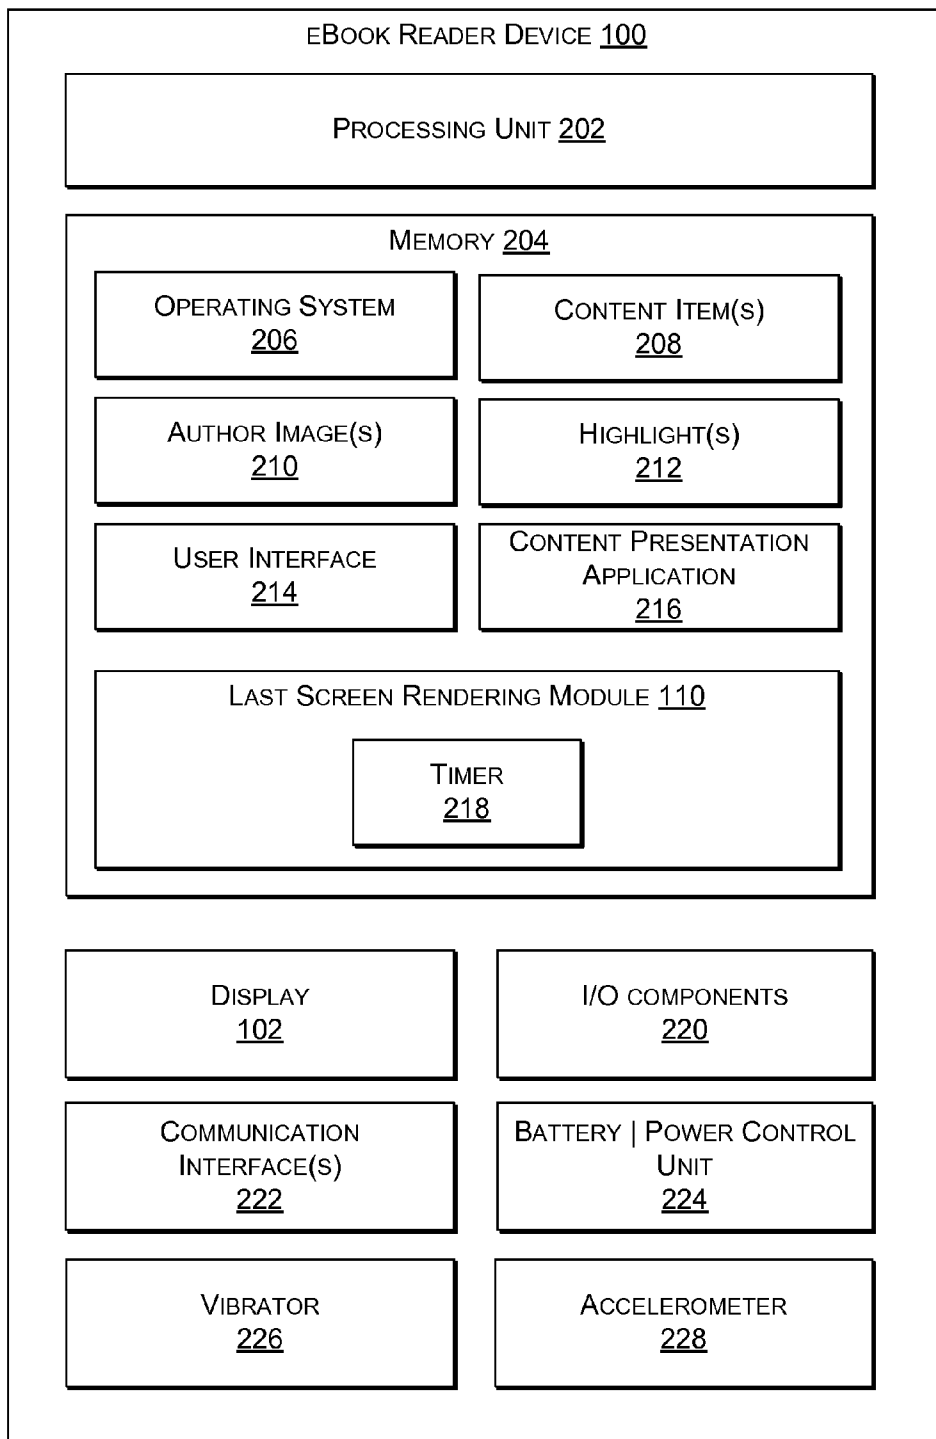 eBook Reader Device 100
Processing Unit 202
Memory 204
Operating System
206
Content Item(s)
208
Author Image(s)
210
Highlight(s)
212
User Interface
214
Content Presentation
Application
216
Last Screen Rendering Module 110
Timer
218
Display
102
I/O components
220
Communication
Interface(s)
222
Battery | Power Control
Unit
224
Vibrator
226
Accelerometer
228